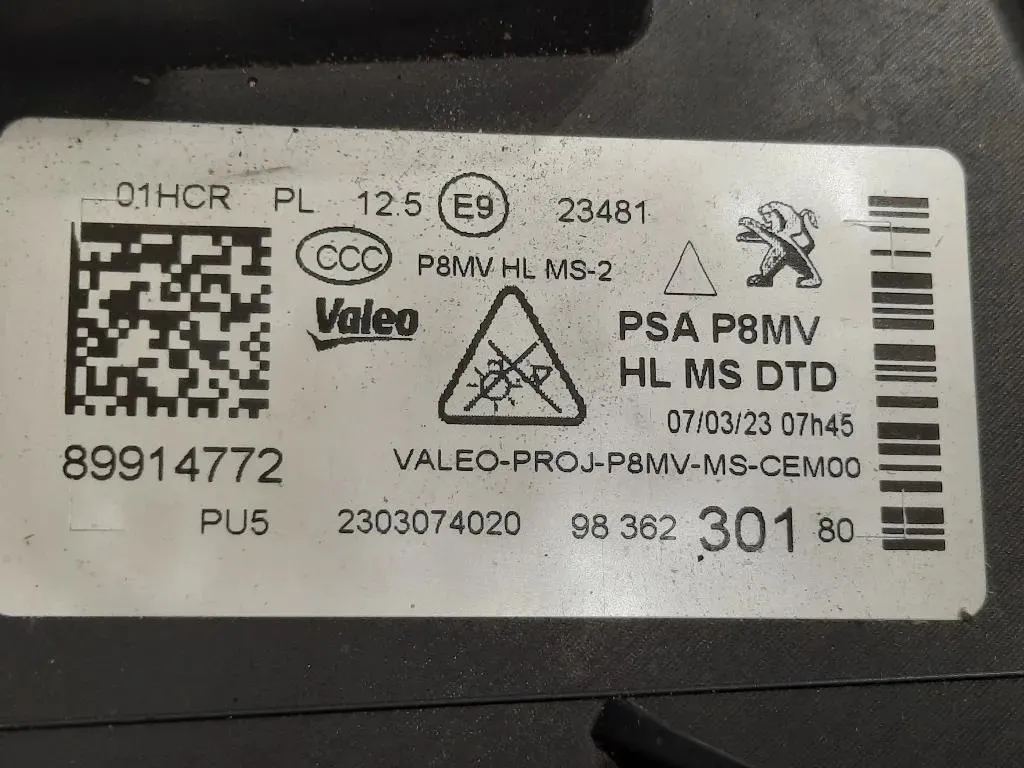 01HCR PL 12.5 E9 23481
CCC P8MV HL MS-2
Valeo
PSA P8MV
HL MS DTD
07/03/23 07h45
89914772 VALEO-PROJ-P8MV-MS-CEM00
PU5 2303074020 98 362 301 80